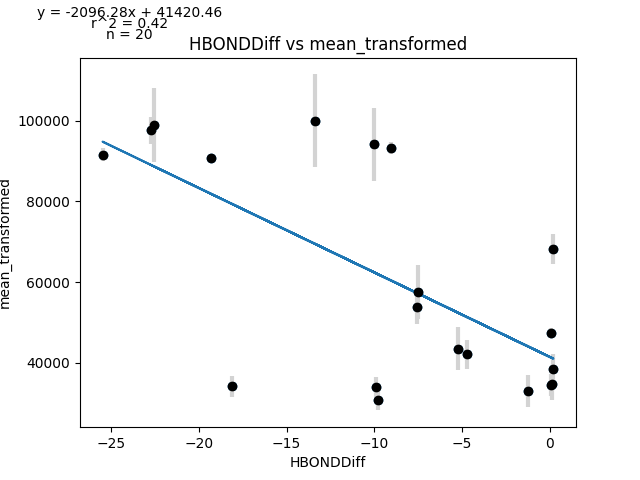 y = -2096.28x + 41420.46
r^2 = 0.42
n = 20
HBONDDiff vs mean_transformed
100000
80000
60000
40000
mean_transformed
−25
−20
−15
−10
−5
0
HBONDDiff